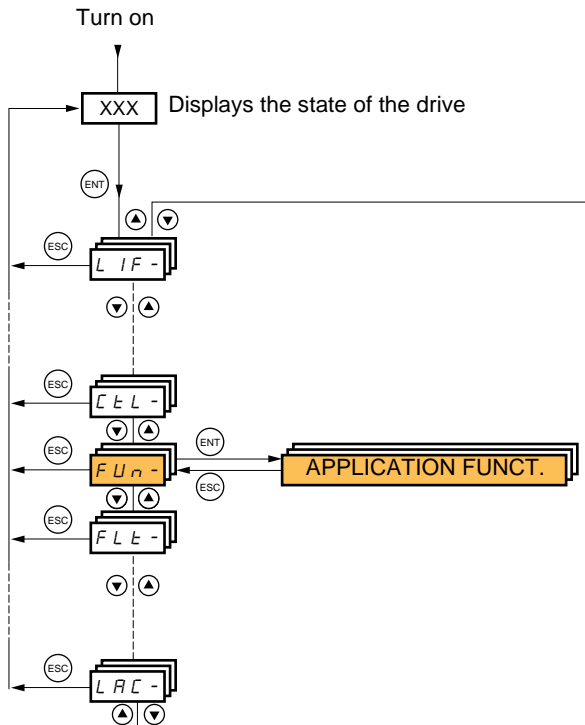 Turn on
XXX Displays the state of the drive
ENT
ESC
L IF -
ESC
CtL -
ESC
ENT
FUn -
APPLICATION FUNCT.
ESC
ESC
FLt -
ESC
LAC -